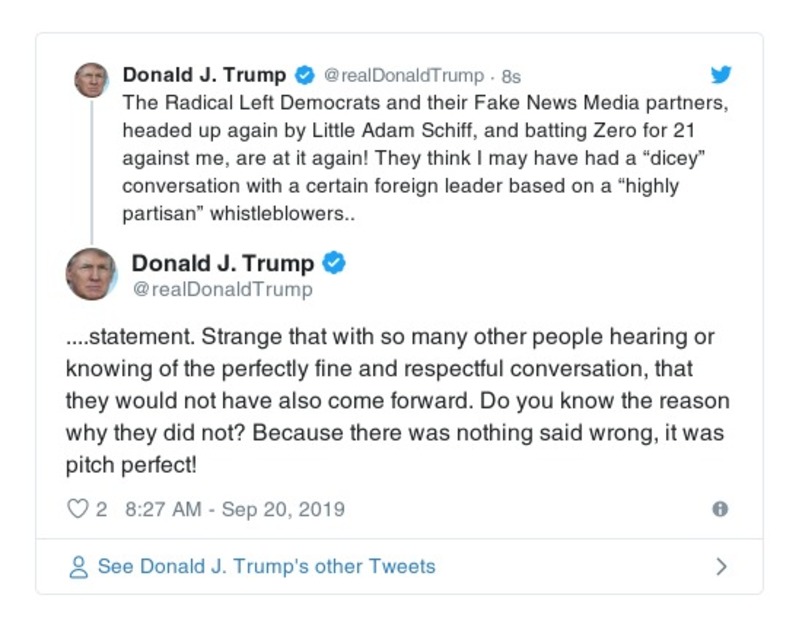 Donald J. Trump @realDonaldTrump · 8s
The Radical Left Democrats and their Fake News Media partners,
headed up again by Little Adam Schiff, and batting Zero for 21
against me, are at it again! They think I may have had a “dicey”
conversation with a certain foreign leader based on a “highly
partisan” whistleblowers..
Donald J. Trump
@realDonaldTrump
....statement. Strange that with so many other people hearing or
knowing of the perfectly fine and respectful conversation, that
they would not have also come forward. Do you know the reason
why they did not? Because there was nothing said wrong, it was
pitch perfect!
2 8:27 AM - Sep 20, 2019
See Donald J. Trump's other Tweets